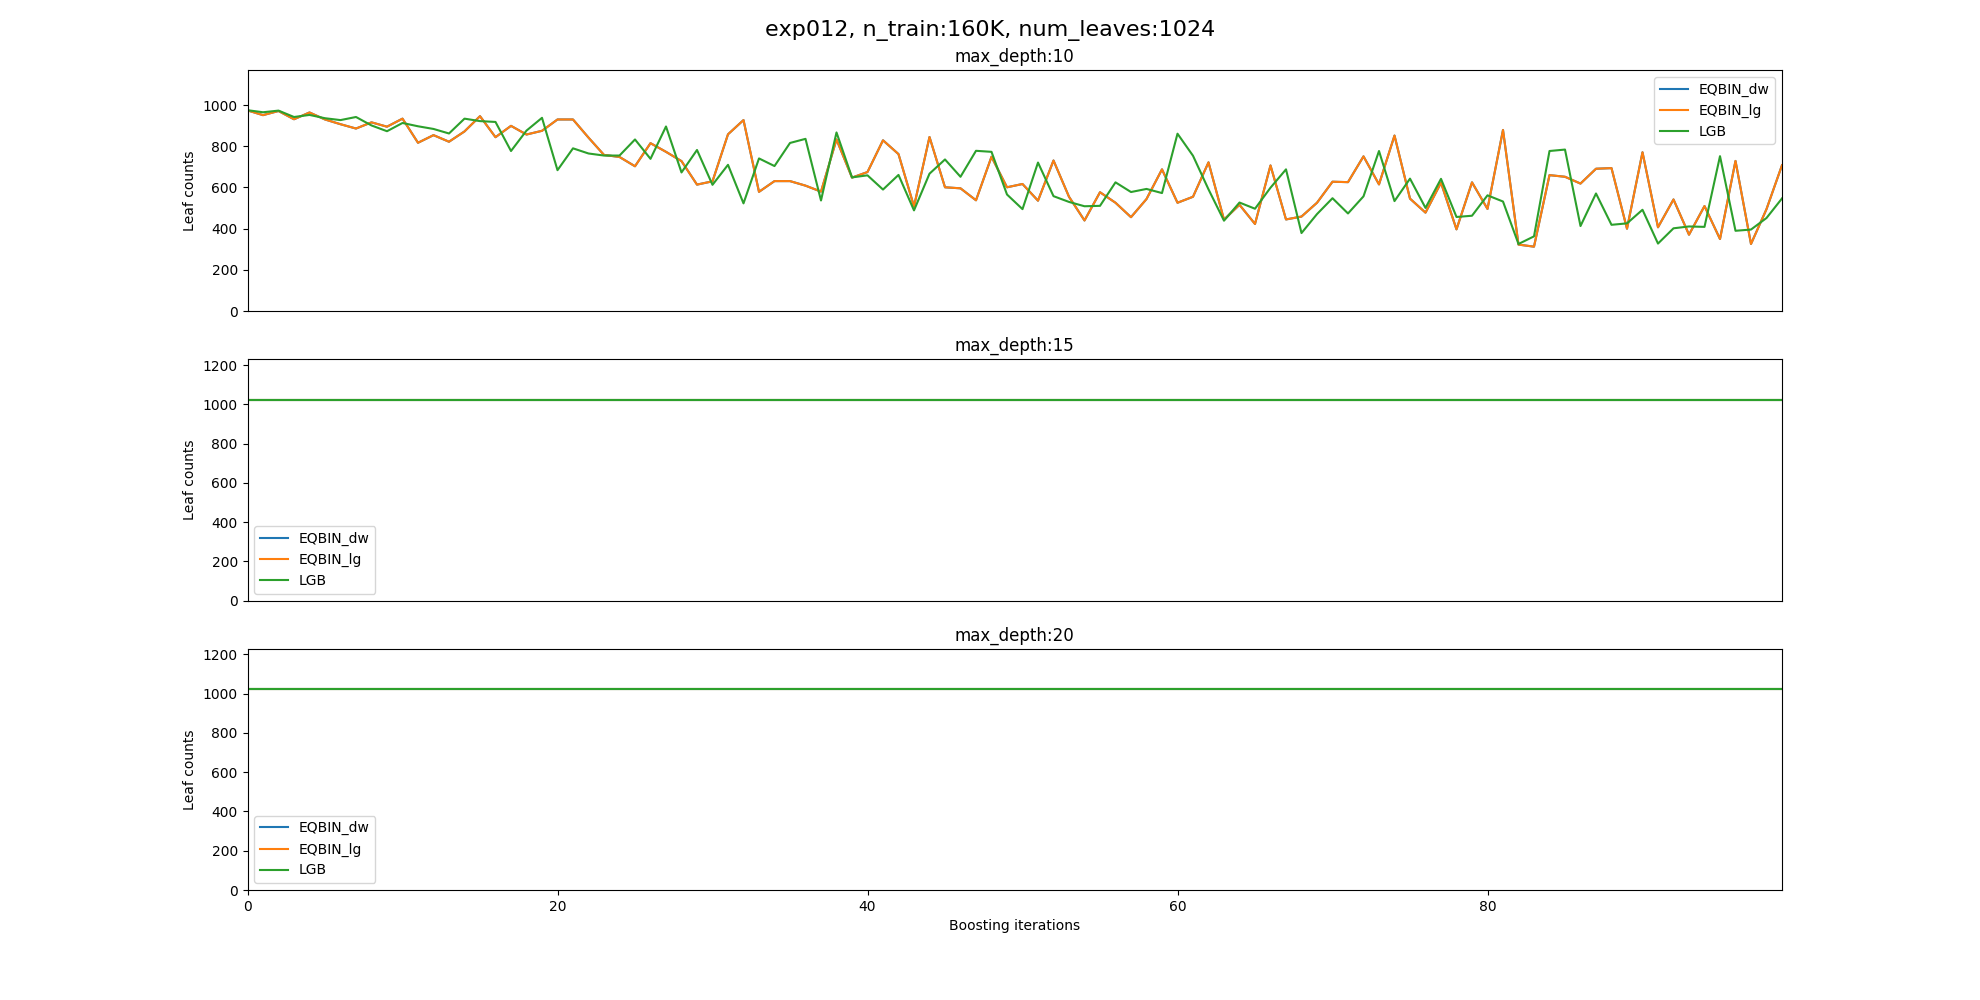 exp012, n_train:160K, num_leaves:1024
max_depth:10
1000
800
600
400
200
0
Leaf counts
EQBIN_dw
EQBIN_lg
LGB
max_depth:15
1200
1000
800
600
400
200
0
Leaf counts
EQBIN_dw
EQBIN_lg
LGB
max_depth:20
1200
1000
800
600
400
200
0
Leaf counts
EQBIN_dw
EQBIN_lg
LGB
0 20 40 60 80
Boosting iterations